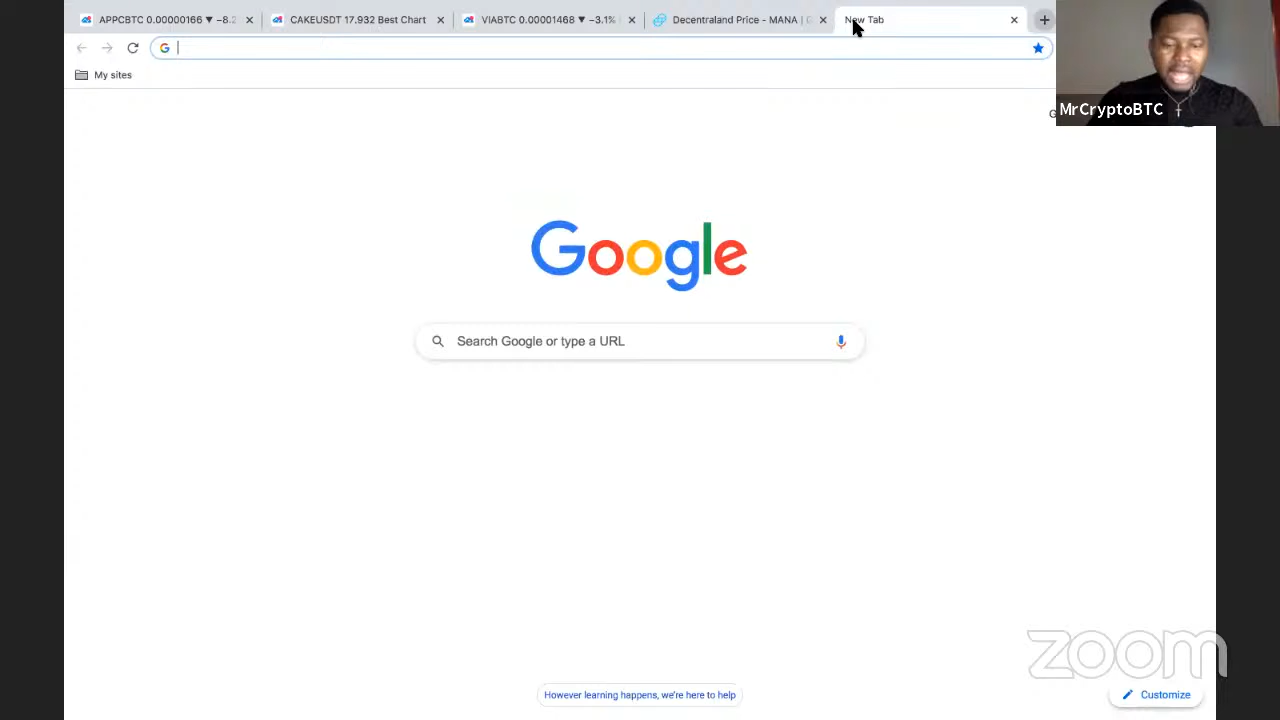 APPCBTC 0.00000166 ▼ −8.2
CAKEUSDT 17.932 Best Chart
VIABTC 0.00001468 ▼ −3.1%
Decentraland Price - MANA |
New Tab
My sites
MrCryptoBTC
Google
Search Google or type a URL
zoom
However learning happens, we're here to help
Customize